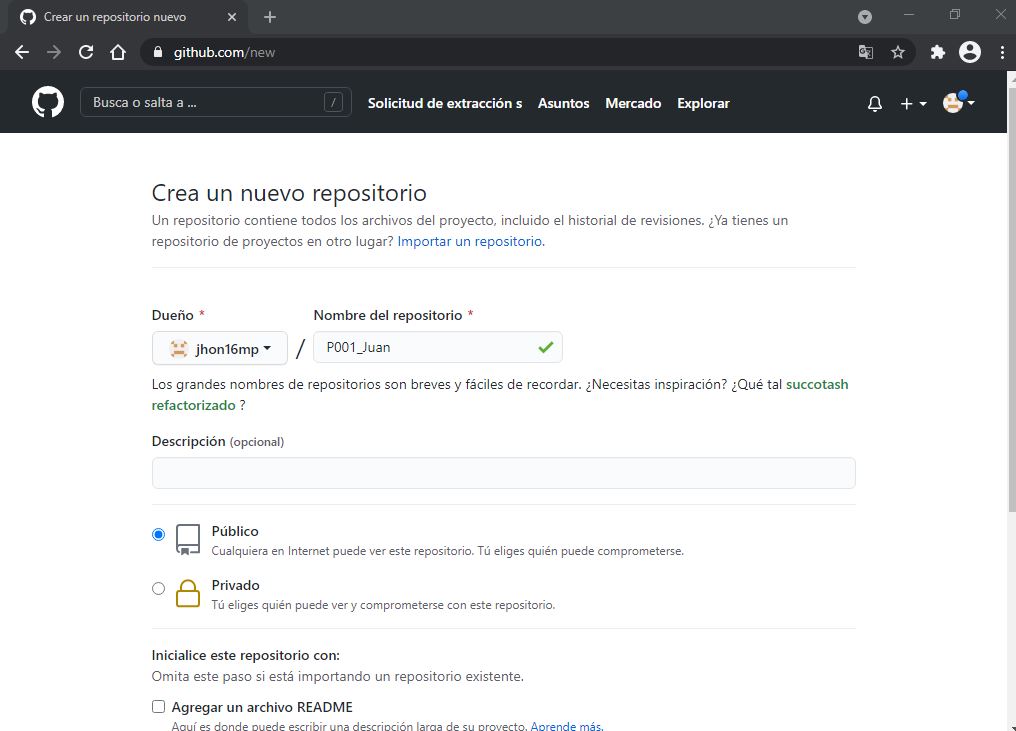 Crear un repositorio nuevo
github.com/new
Busca o salta a ... /
Solicitud de extracción s Asuntos Mercado Explorar
Crea un nuevo repositorio
Un repositorio contiene todos los archivos del proyecto, incluido el historial de revisiones. ¿Ya tienes un
repositorio de proyectos en otro lugar? Importar un repositorio.
Dueño * Nombre del repositorio *
jhon16mp / P001_Juan
Los grandes nombres de repositorios son breves y fáciles de recordar. ¿Necesitas inspiración? ¿Qué tal succotash
refactorizado ?
Descripción (opcional)
Público
Cualquiera en Internet puede ver este repositorio. Tú eliges quién puede comprometerse.
Privado
Tú eliges quién puede ver y comprometerse con este repositorio.
Inicialice este repositorio con:
Omita este paso si está importando un repositorio existente.
Agregar un archivo README
Aquí es donde puede escribir una descripción larga de su proyecto. Aprende más.